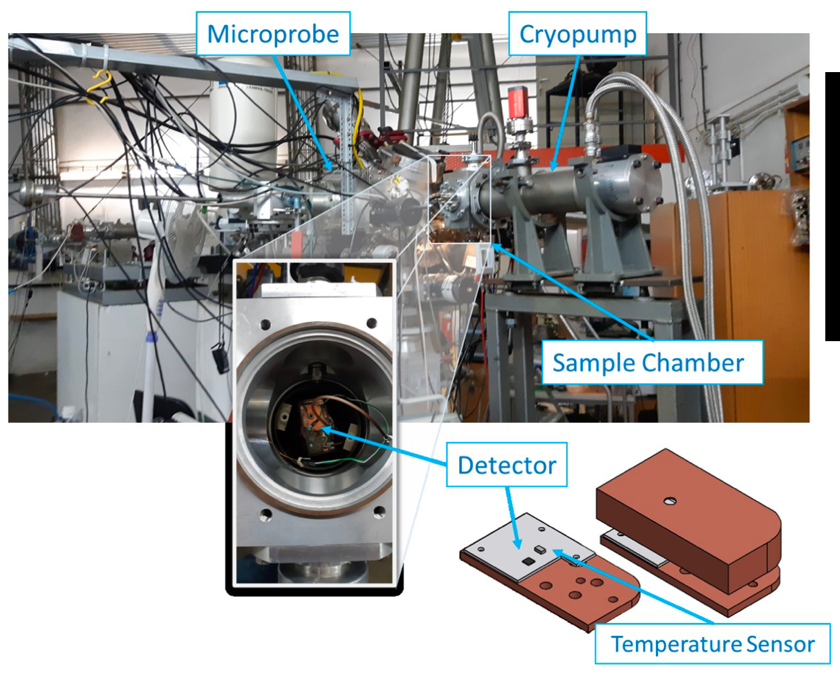 Microprobe
Cryopump
Sample Chamber
Detector
Temperature Sensor